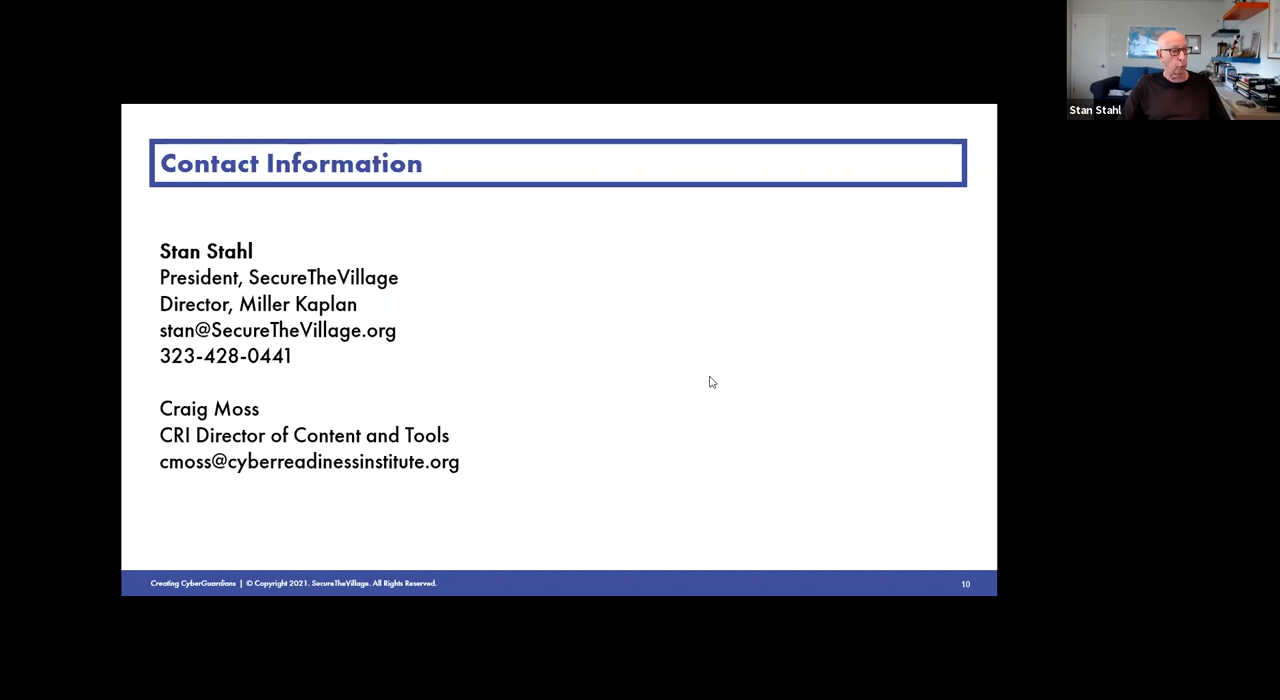 Stan Stahl
Contact Information
Stan Stahl
President, SecureTheVillage
Director, Miller Kaplan
stan@SecureTheVillage.org
323-428-0441
Craig Moss
CRI Director of Content and Tools
cmoss@cyberreadinessinstitute.org
Creating CyberGuardians | © Copyright 2021. SecureTheVillage. All Rights Reserved.
10